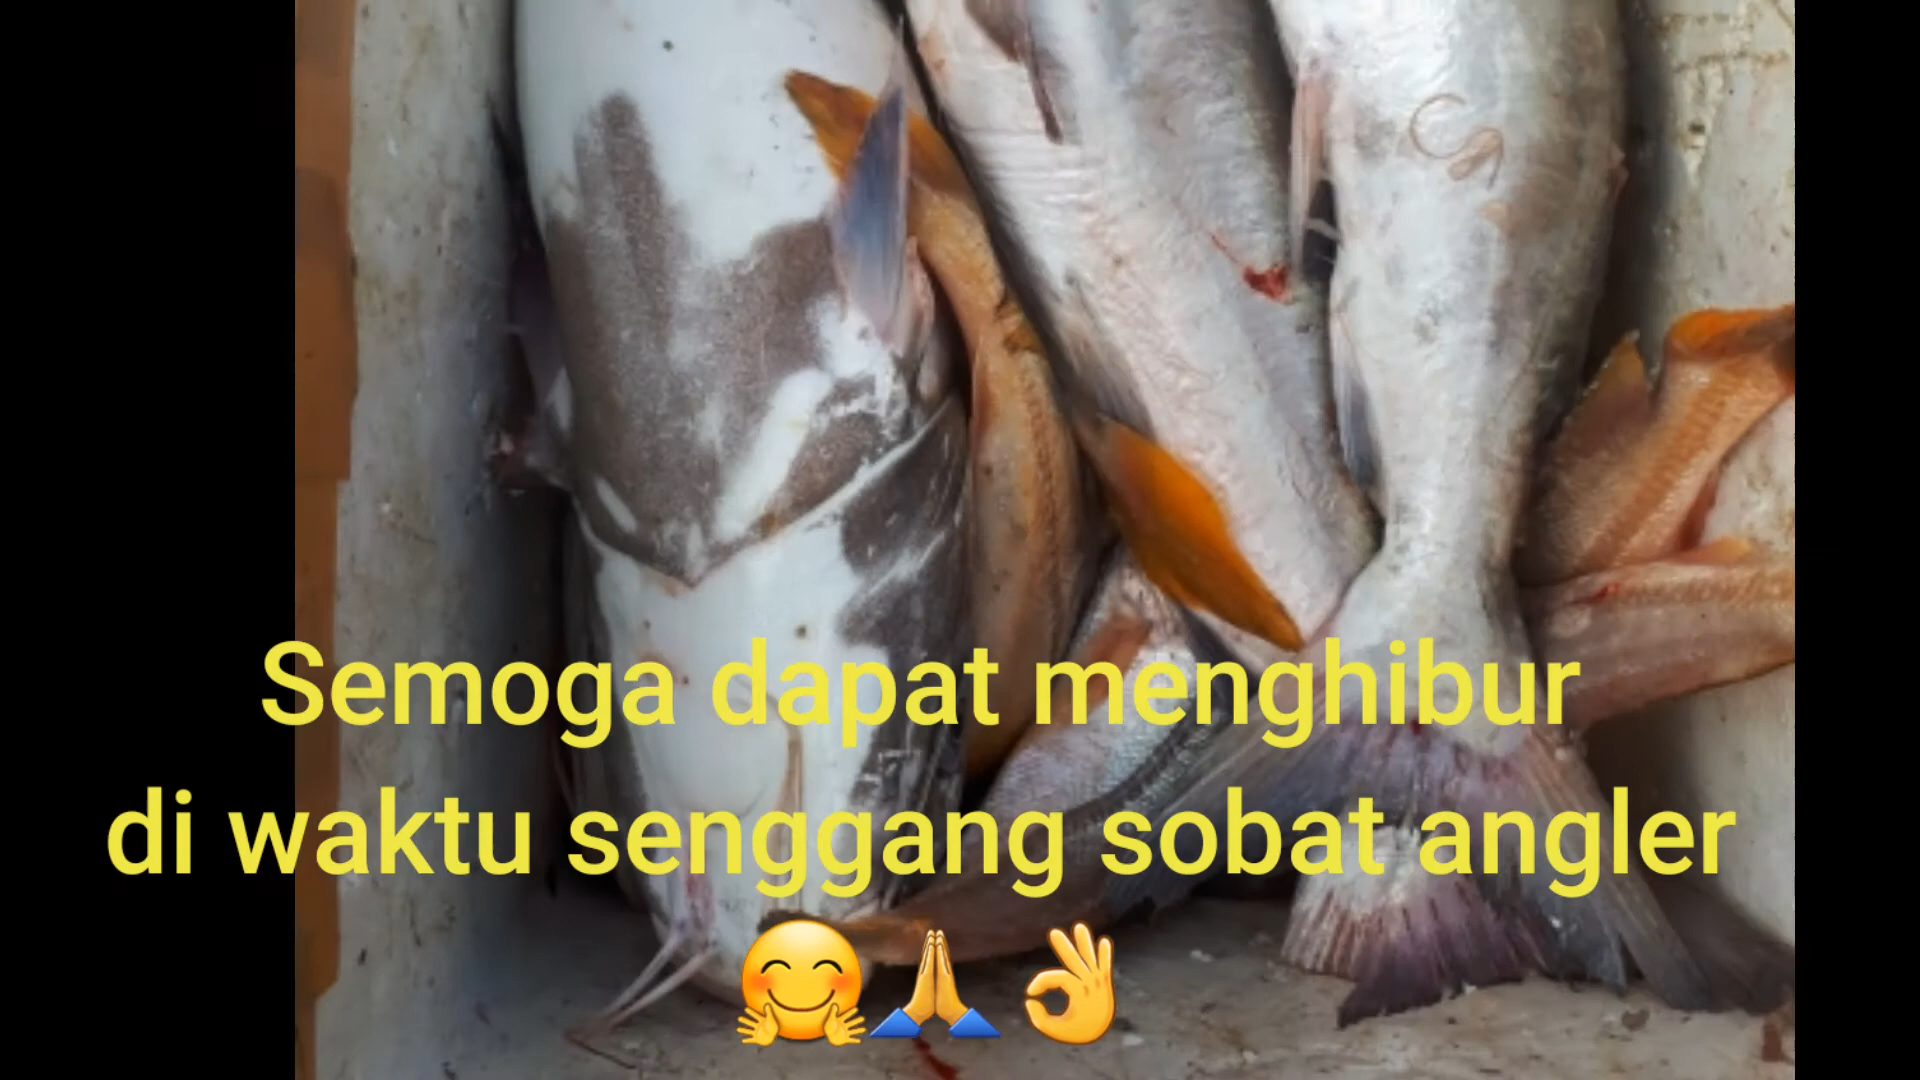 Semoga dapat menghibur
di waktu senggang sobat angler
🤗🙏👌